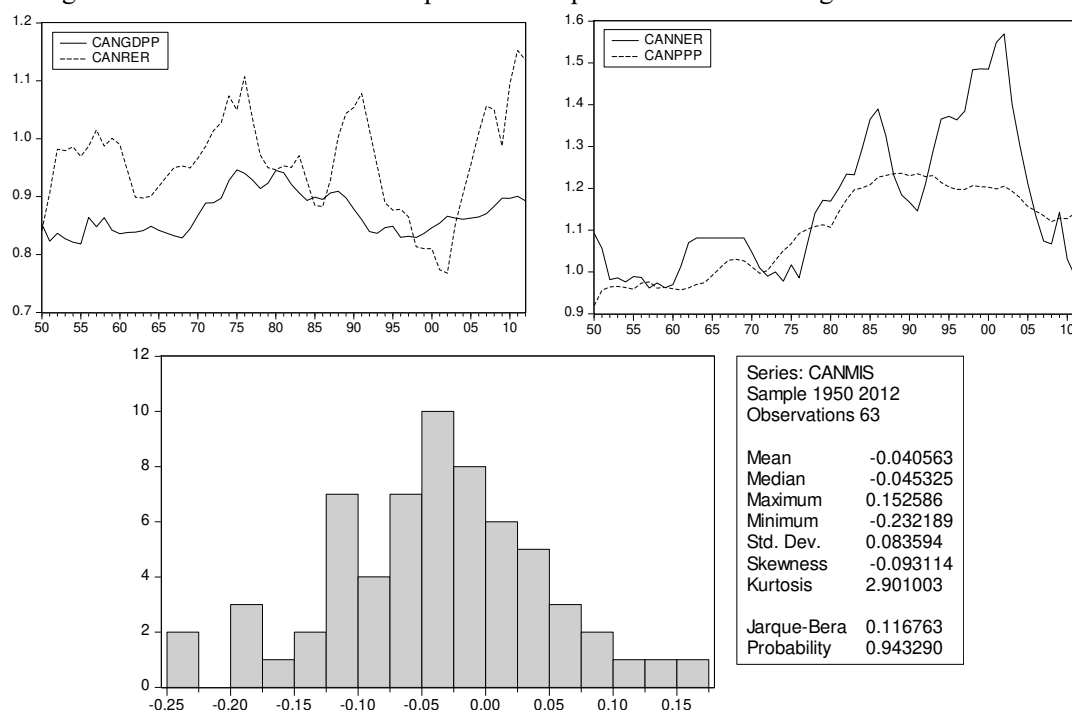 1.2
1.1
1.0
0.9
0.8
0.7
CANGDPP
CANRER
50 55 60 65 70 75 80 85 90 95 00 05 10
1.6
1.5
1.4
1.3
1.2
1.1
1.0
0.9
CANNER
CANPPP
50 55 60 65 70 75 80 85 90 95 00 05 10
12
10
8
6
4
2
0
-0.25 -0.20 -0.15 -0.10 -0.05 0.00 0.05 0.10 0.15
Series: CANMIS
Sample 1950 2012
Observations 63
Mean -0.040563
Median -0.045325
Maximum 0.152586
Minimum -0.232189
Std. Dev. 0.083594
Skewness -0.093114
Kurtosis 2.901003
Jarque-Bera 0.116763
Probability 0.943290